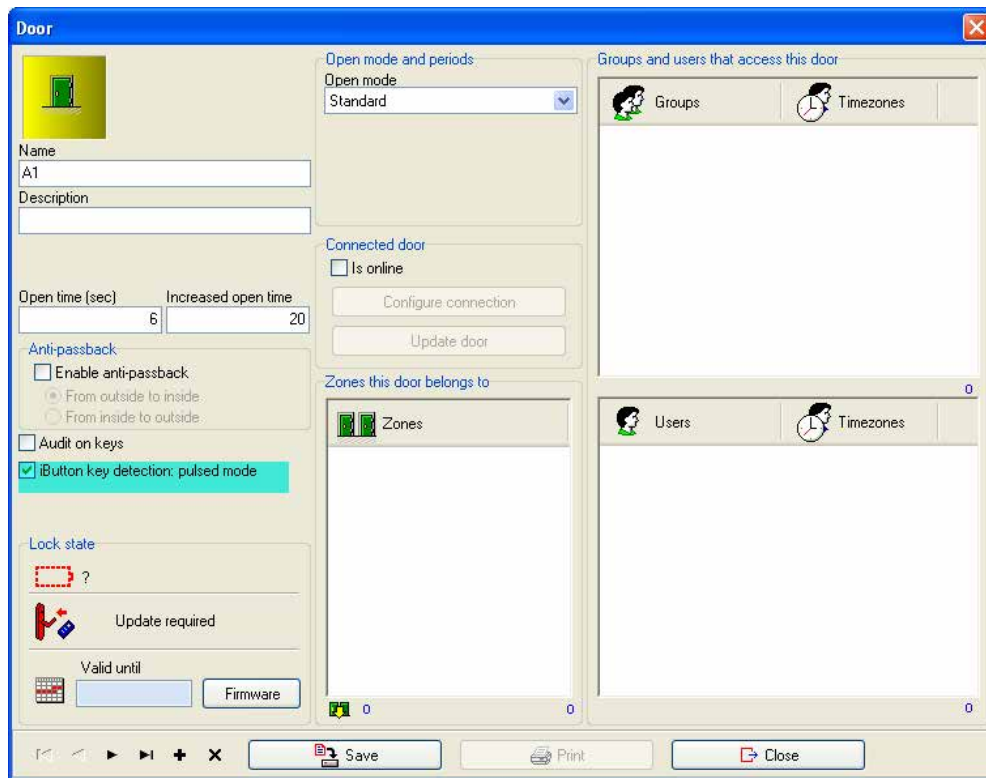 Door
Name
A1
Description
Open time (sec)
Increased open time
6
20
Anti-passback
Enable anti-passback
From outside to inside
From inside to outside
Audit on keys
iButton key detection: pulsed mode
Lock state
?
Update required
Valid until
Firmware
Open mode and periods
Open mode
Standard
Connected door
Is online
Configure connection
Update door
Zones this door belongs to
Zones
0
0
Groups and users that access this door
Groups
Timezones
0
Users
Timezones
0
Save
Print
Close